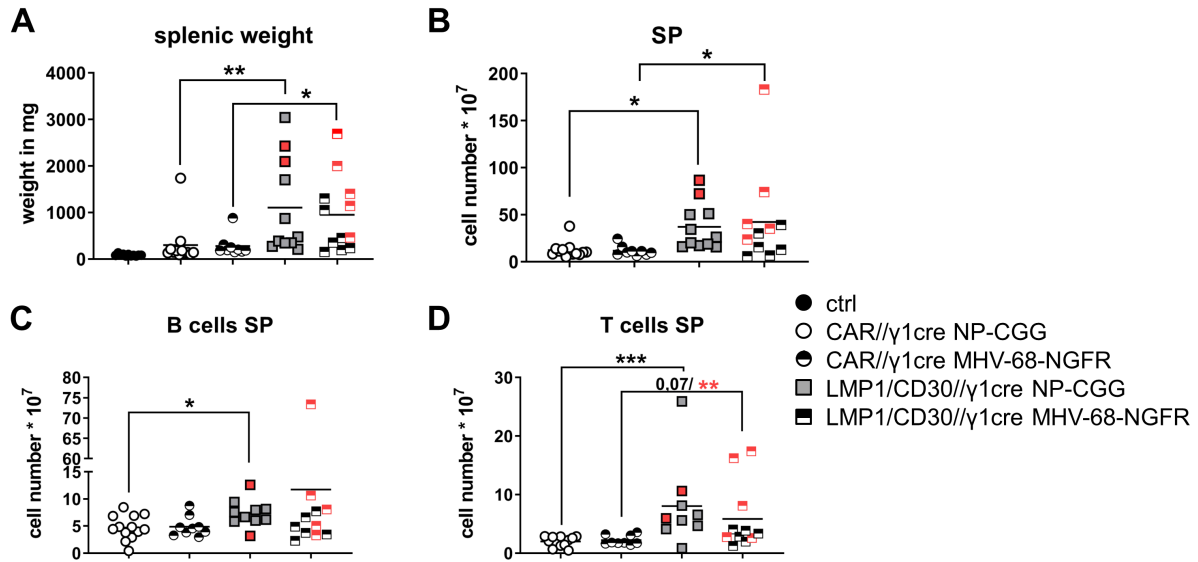 A
splenic weight
weight in mg
4000
3000
2000
1000
0
**
*
B
SP
cell number * 10^7
200
150
100
50
0
*
*
C
B cells SP
cell number * 10^7
80
75
70
65
60
15
10
5
0
*
D
T cells SP
cell number * 10^7
30
20
10
0
***
0,07/ **
ctrl
CAR//γ1cre NP-CGG
CAR//γ1cre MHV-68-NGFR
LMP1/CD30//γ1cre NP-CGG
LMP1/CD30//γ1cre MHV-68-NGFR